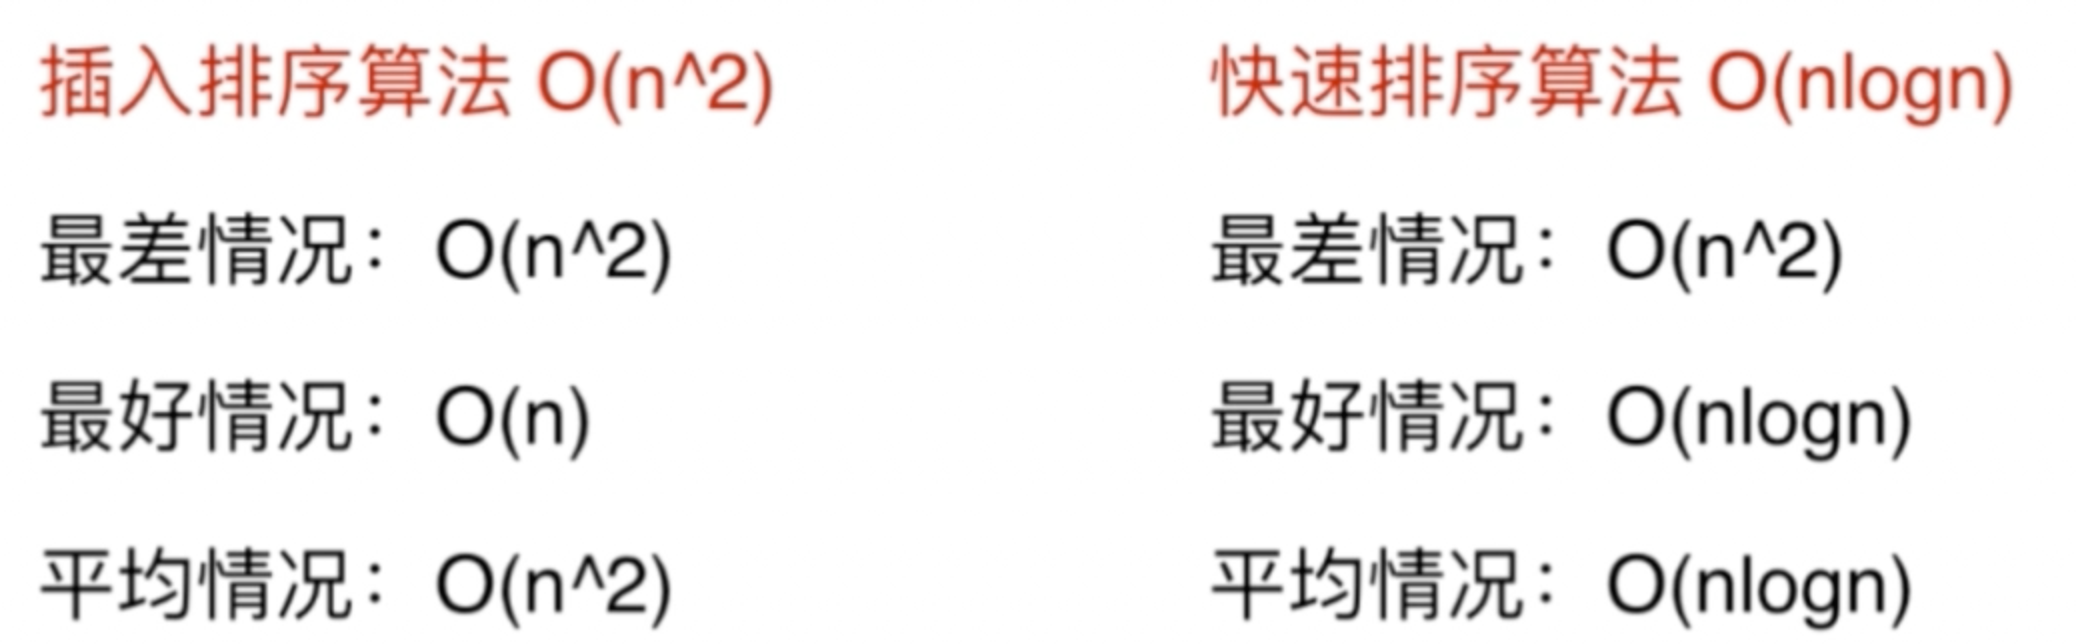 插入排序算法 O(n^2)
最差情况：O(n^2)
最好情况：O(n)
平均情况：O(n^2)
快速排序算法 O(nlogn)
最差情况：O(n^2)
最好情况：O(nlogn)
平均情况：O(nlogn)